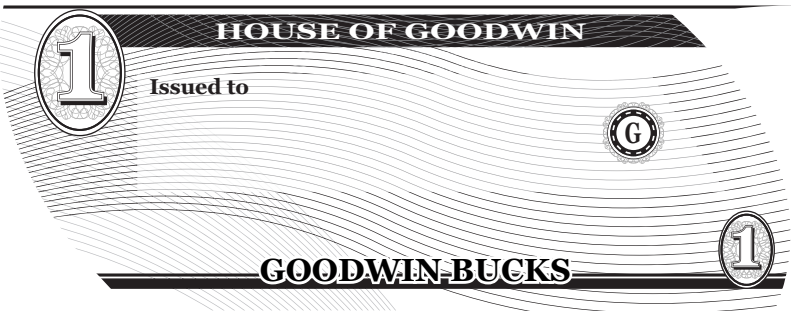 HOUSE OF GOODWIN
1
Issued to
G
1
GOODWIN BUCKS